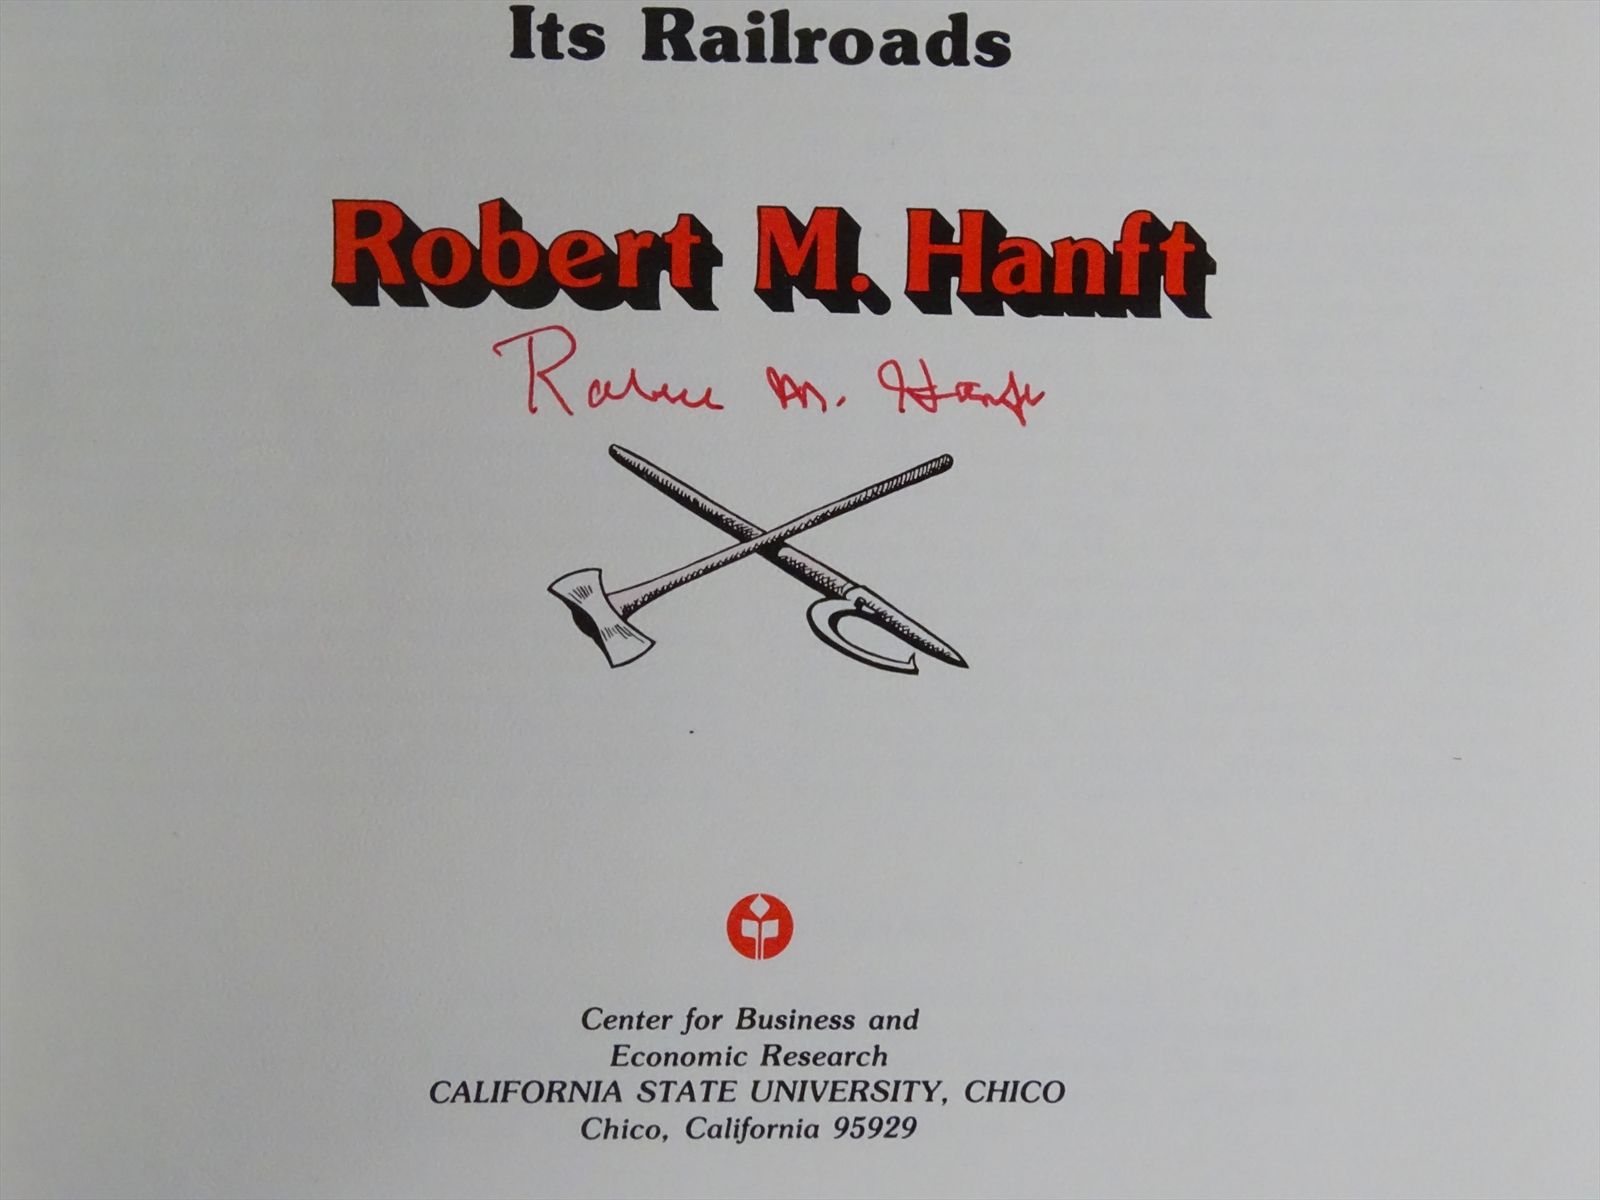 Its Railroads
Robert M. Hanft
Robert M. Hanft
Center for Business and
Economic Research
CALIFORNIA STATE UNIVERSITY, CHICO
Chico, California 95929